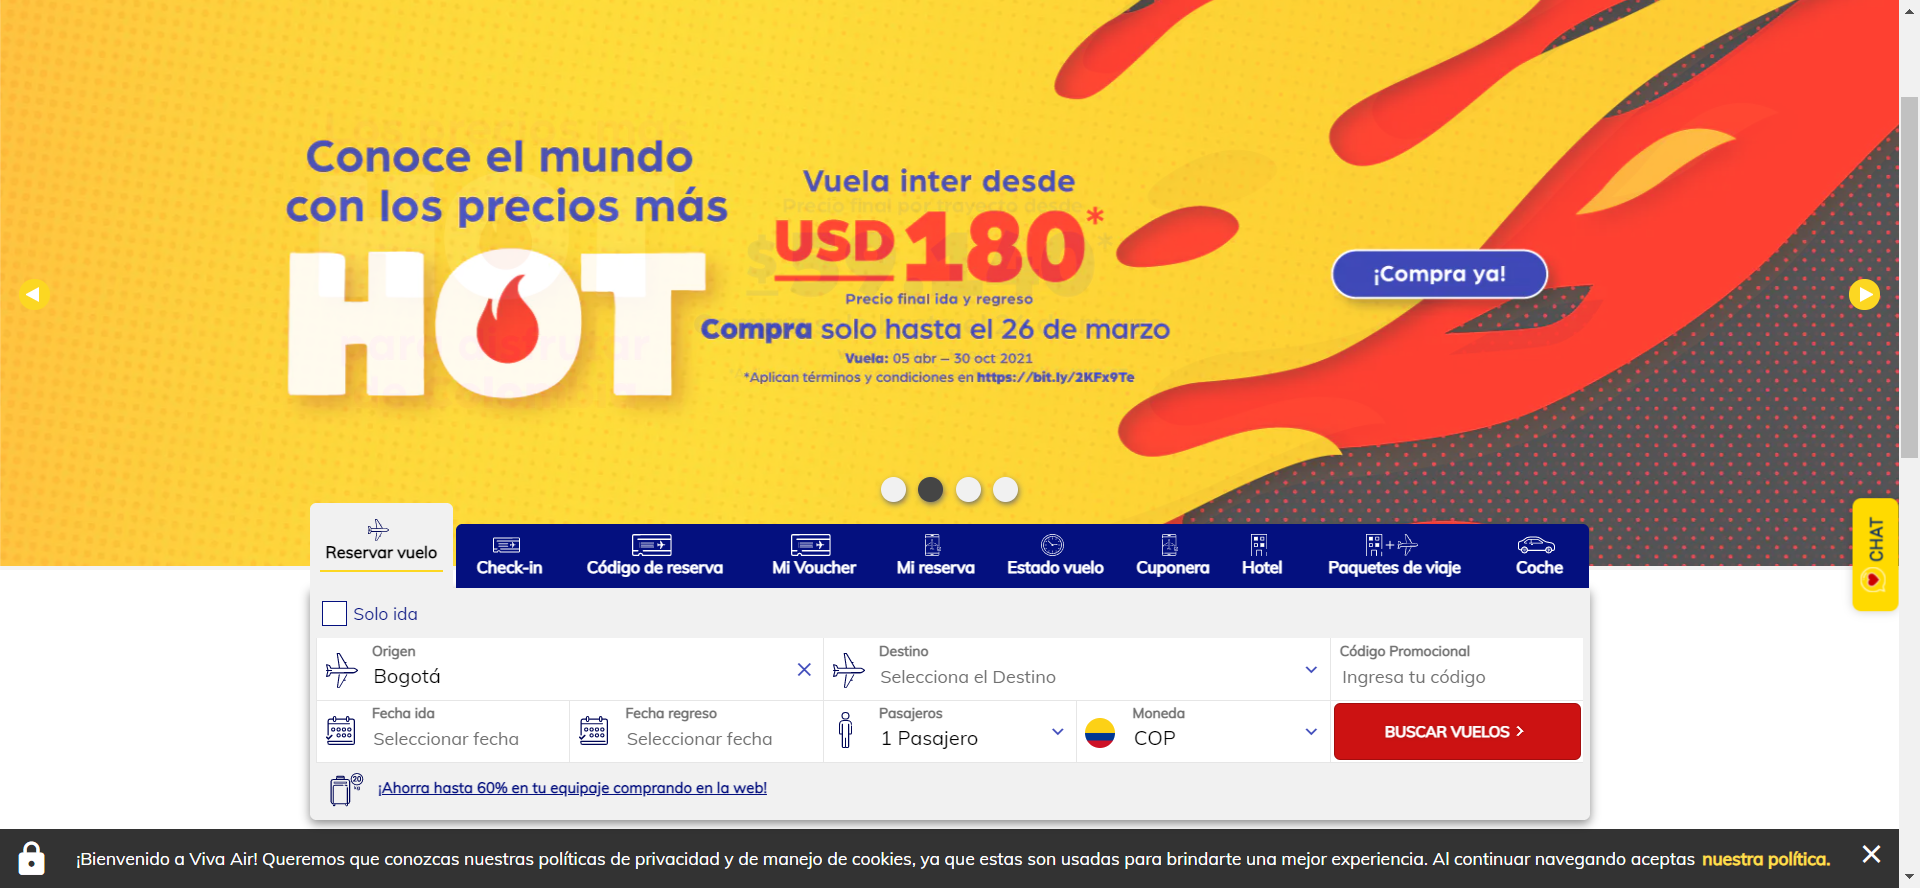 Conoce el mundo
con los precios más
HOT
Vuela inter desde
USD 180*
Precio final ida y regreso
Compra solo hasta el 26 de marzo
Vuela: 05 abr – 30 oct 2021
*Aplican términos y condiciones en https://bit.ly/2KFx9Te
¡Compra ya!
CHAT
Reservar vuelo
Check-in
Código de reserva
Mi Voucher
Mi reserva
Estado vuelo
Cuponera
Hotel
Paquetes de viaje
Coche
Solo ida
Origen
Bogotá
Destino
Selecciona el Destino
Código Promocional
Ingresa tu código
Fecha ida
Seleccionar fecha
Fecha regreso
Seleccionar fecha
Pasajeros
1 Pasajero
Moneda
COP
BUSCAR VUELOS >
20 kg
¡Ahorra hasta 60% en tu equipaje comprando en la web!
¡Bienvenido a Viva Air! Queremos que conozcas nuestras políticas de privacidad y de manejo de cookies, ya que estas son usadas para brindarte una mejor experiencia. Al continuar navegando aceptas nuestra política.